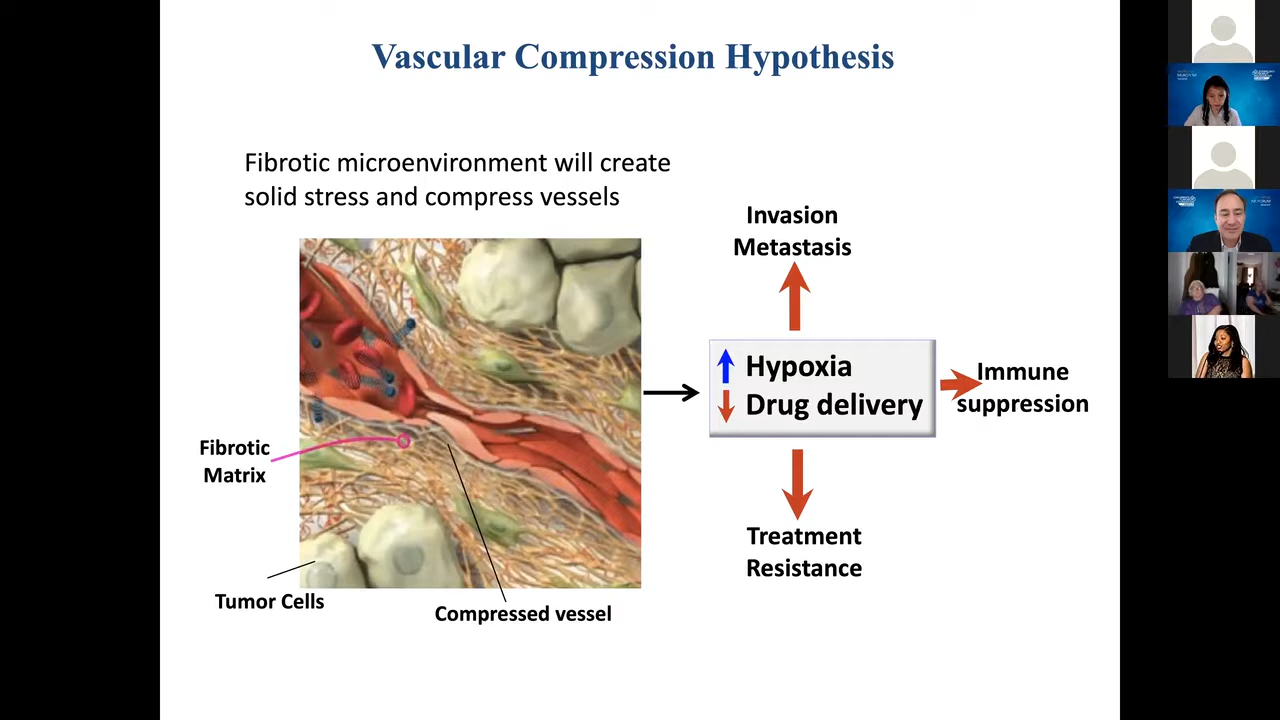 Vascular Compression Hypothesis
Fibrotic microenvironment will create
solid stress and compress vessels
Invasion
Metastasis
Hypoxia
Drug delivery
Immune
suppression
Fibrotic
Matrix
Treatment
Resistance
Tumor Cells
Compressed vessel